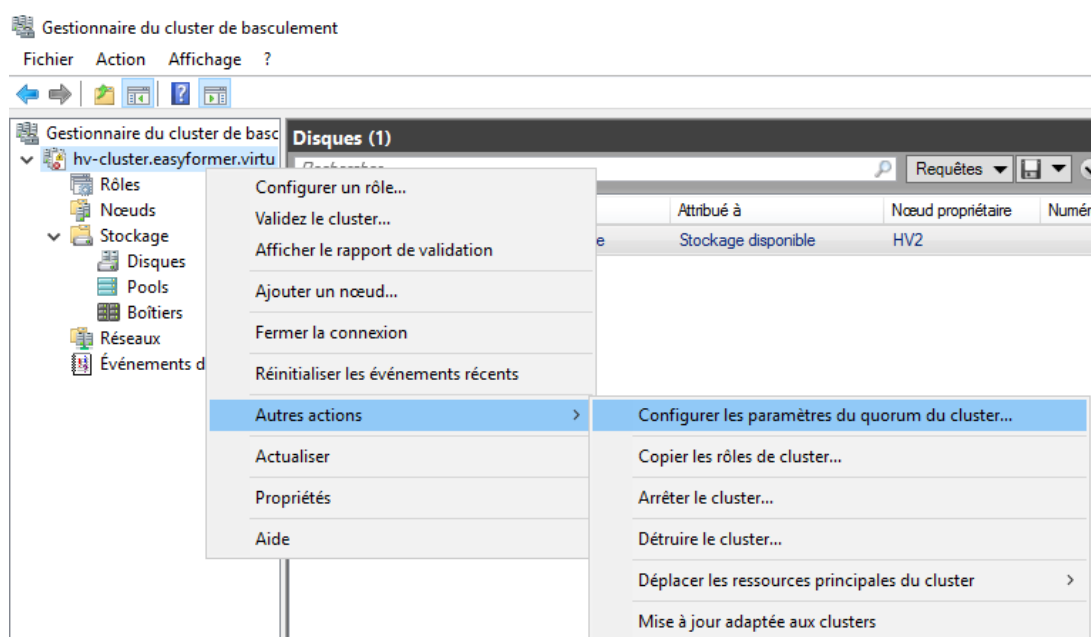 Gestionnaire du cluster de basculement
Fichier Action Affichage ?
Gestionnaire du cluster de basc
hv-cluster.easyformer.virtu
Rôles
Nœuds
Stockage
Disques
Pools
Boîtiers
Réseaux
Événements d
Disques (1)
Requêtes
Attribué à Nœud propriétaire Numér
e Stockage disponible HV2
Configurer un rôle...
Validez le cluster...
Afficher le rapport de validation
Ajouter un nœud...
Fermer la connexion
Réinitialiser les événements récents
Autres actions
Actualiser
Propriétés
Aide
Configurer les paramètres du quorum du cluster...
Copier les rôles de cluster...
Arrêter le cluster...
Détruire le cluster...
Déplacer les ressources principales du cluster
Mise à jour adaptée aux clusters